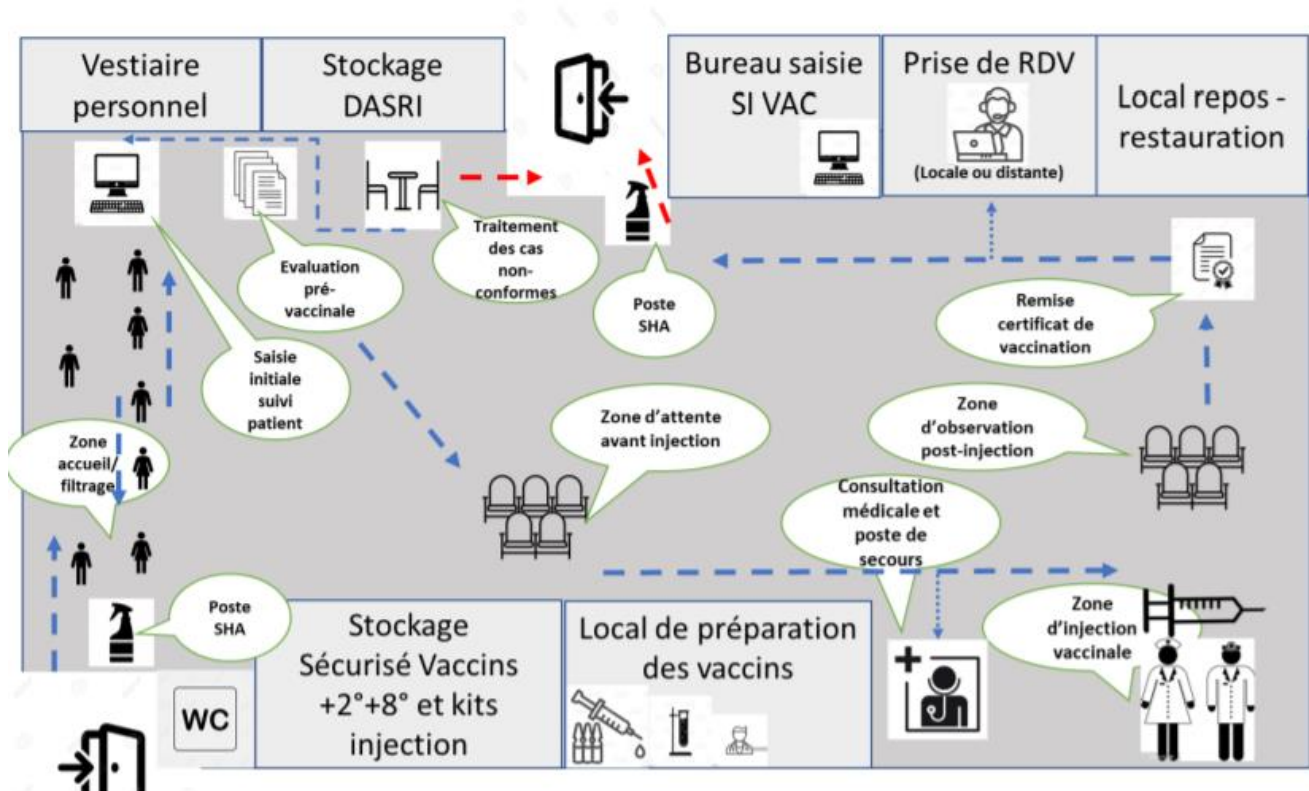 Vestiaire
personnel
Stockage
DASRI
Bureau saisie
SI VAC
Prise de RDV
(Locale ou distante)
Local repos -
restauration
Evaluation
pré-
vaccinale
Traitement
des cas
non-
conformes
Poste
SHA
Remise
certificat de
vaccination
Saisie
initiale
suivi
patient
Zone
accueil/
filtrage
Zone d'attente
avant injection
Zone
d'observation
post-injection
Consultation
médicale et
poste de
secours
Poste
SHA
Zone
d'injection
vaccinale
WC
Stockage
Sécurisé Vaccins
+2°+8° et kits
injection
Local de préparation
des vaccins